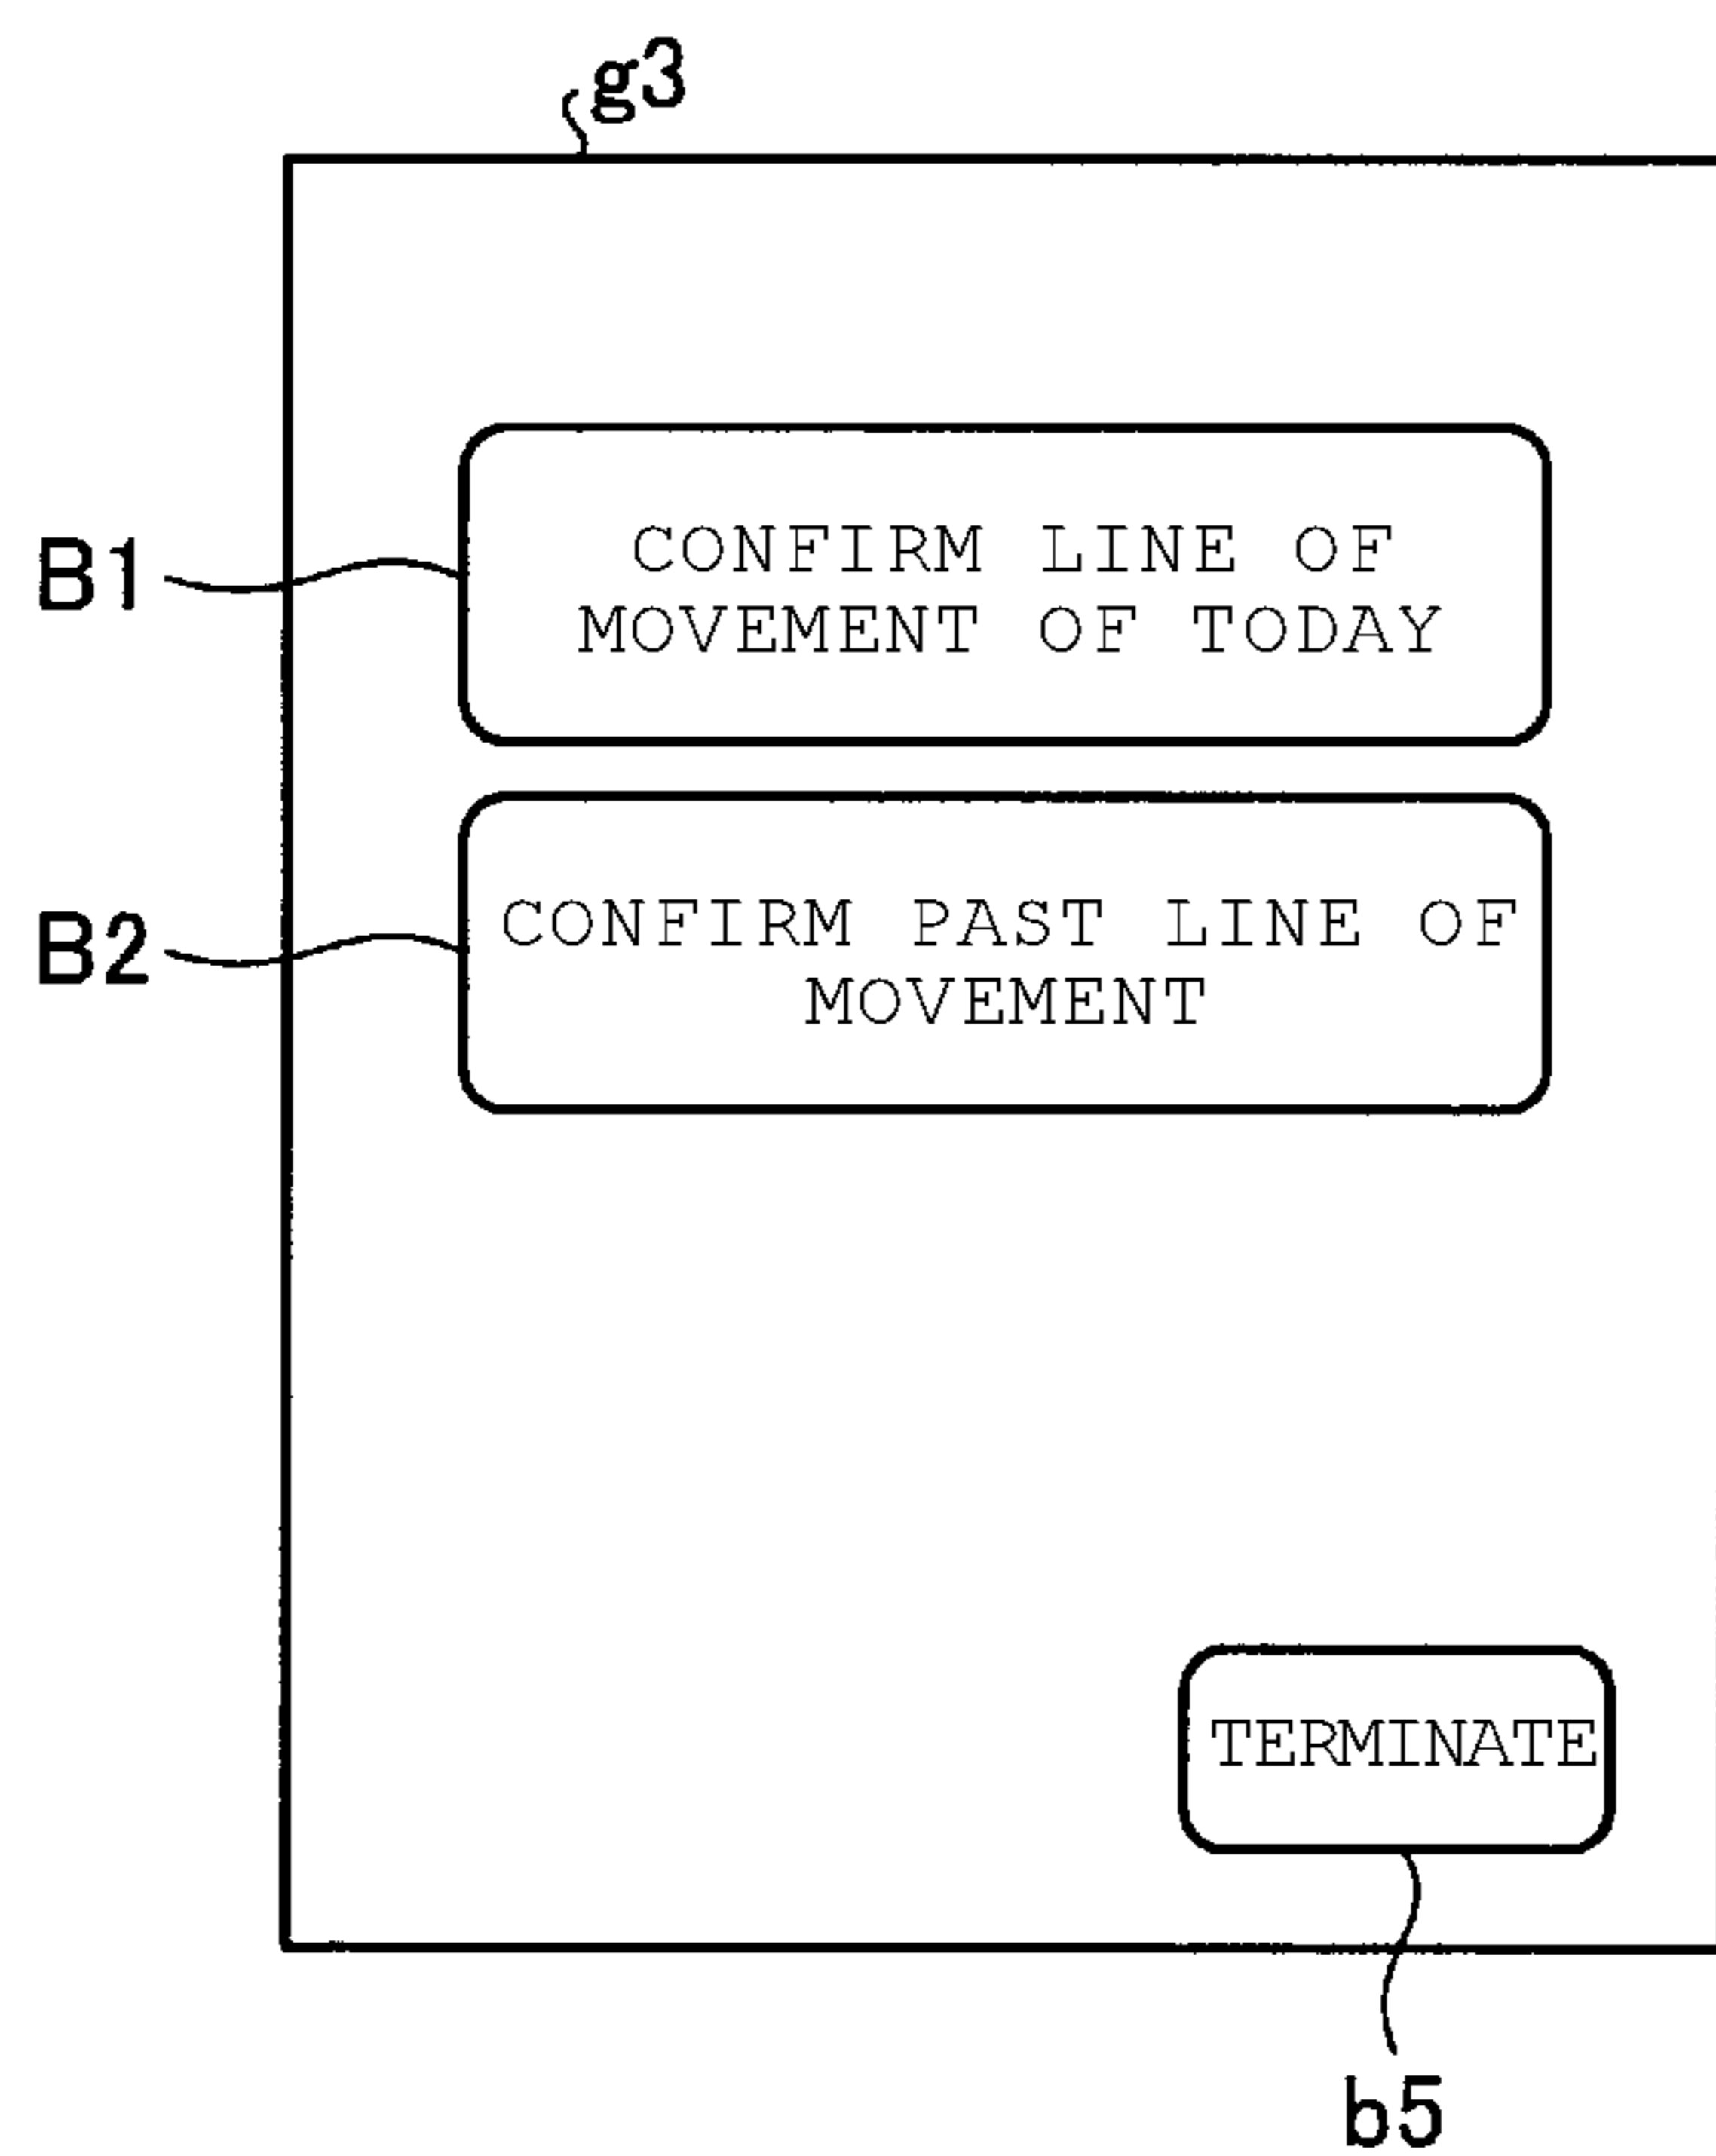 g3
B1
CONFIRM LINE OF
MOVEMENT OF TODAY
B2
CONFIRM PAST LINE OF
MOVEMENT
TERMINATE
b5